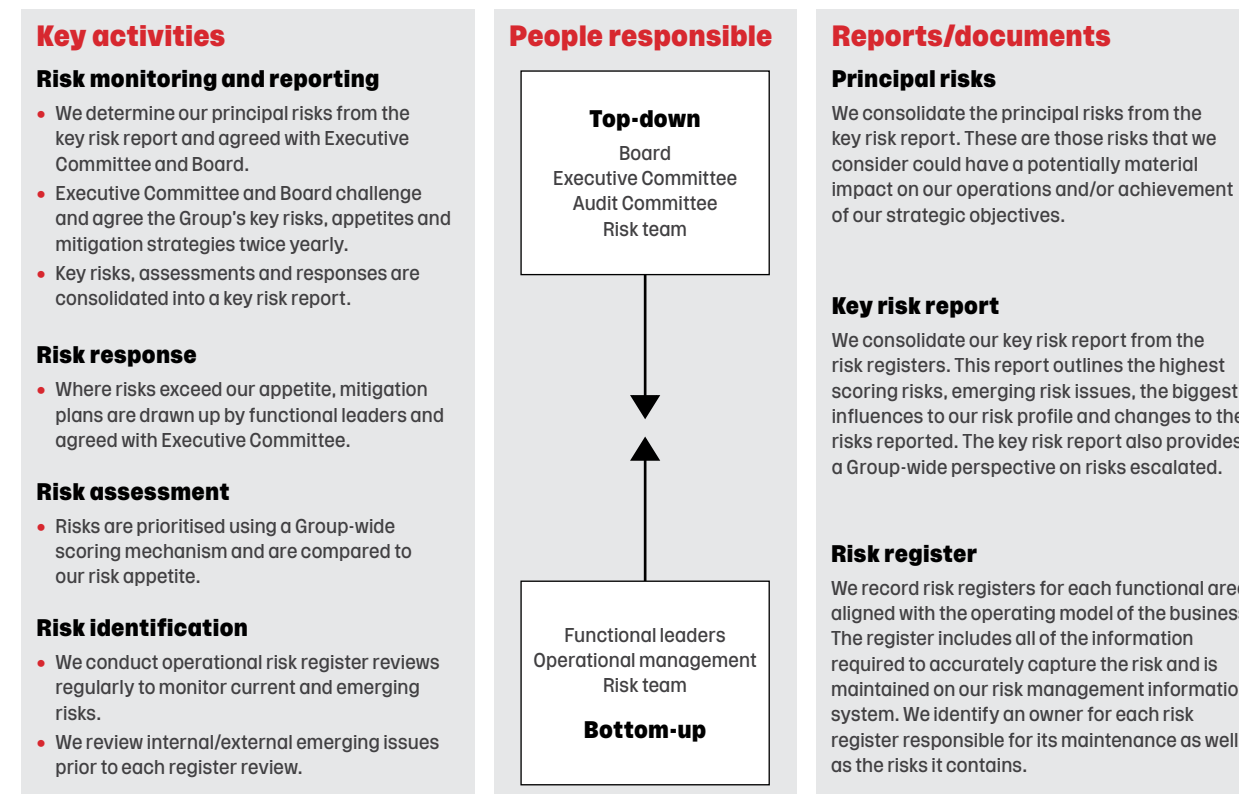 Key activities
Risk monitoring and reporting
• We determine our principal risks from the
key risk report and agreed with Executive
Committee and Board.
• Executive Committee and Board challenge
and agree the Group's key risks, appetites and
mitigation strategies twice yearly.
• Key risks, assessments and responses are
consolidated into a key risk report.
Risk response
• Where risks exceed our appetite, mitigation
plans are drawn up by functional leaders and
agreed with Executive Committee.
Risk assessment
• Risks are prioritised using a Group-wide
scoring mechanism and are compared to
our risk appetite.
Risk identification
• We conduct operational risk register reviews
regularly to monitor current and emerging
risks.
• We review internal/external emerging issues
prior to each register review.
People responsible
Top-down
Board
Executive Committee
Audit Committee
Risk team
Functional leaders
Operational management
Risk team
Bottom-up
Reports/documents
Principal risks
We consolidate the principal risks from the
key risk report. These are those risks that we
consider could have a potentially material
impact on our operations and/or achievement
of our strategic objectives.
Key risk report
We consolidate our key risk report from the
risk registers. This report outlines the highest
scoring risks, emerging risk issues, the biggest
influences to our risk profile and changes to the
risks reported. The key risk report also provides
a Group-wide perspective on risks escalated.
Risk register
We record risk registers for each functional
aligned with the operating model of the
The register includes all of the information
required to accurately capture the risk and is
maintained on our risk management
system. We identify an owner for each risk
register responsible for its maintenance as well
as the risks it contains.